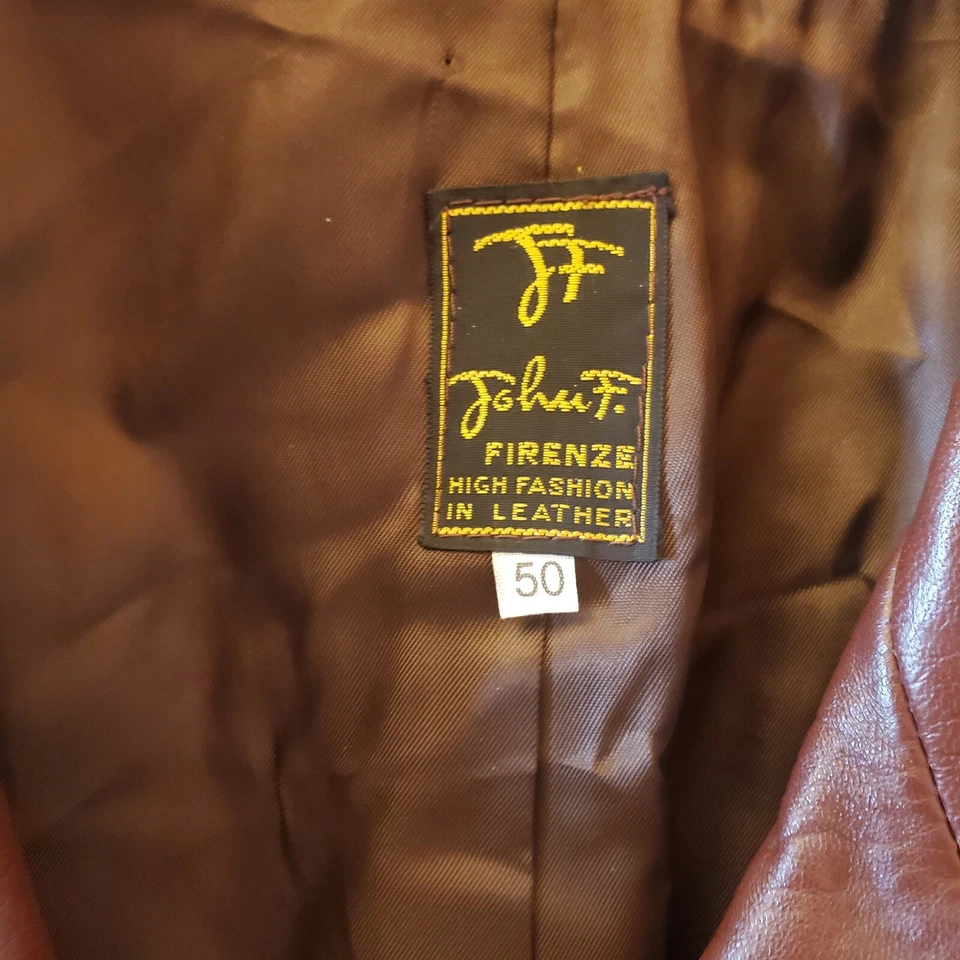 JF
John F.
FIRENZE
HIGH FASHION
IN LEATHER
50